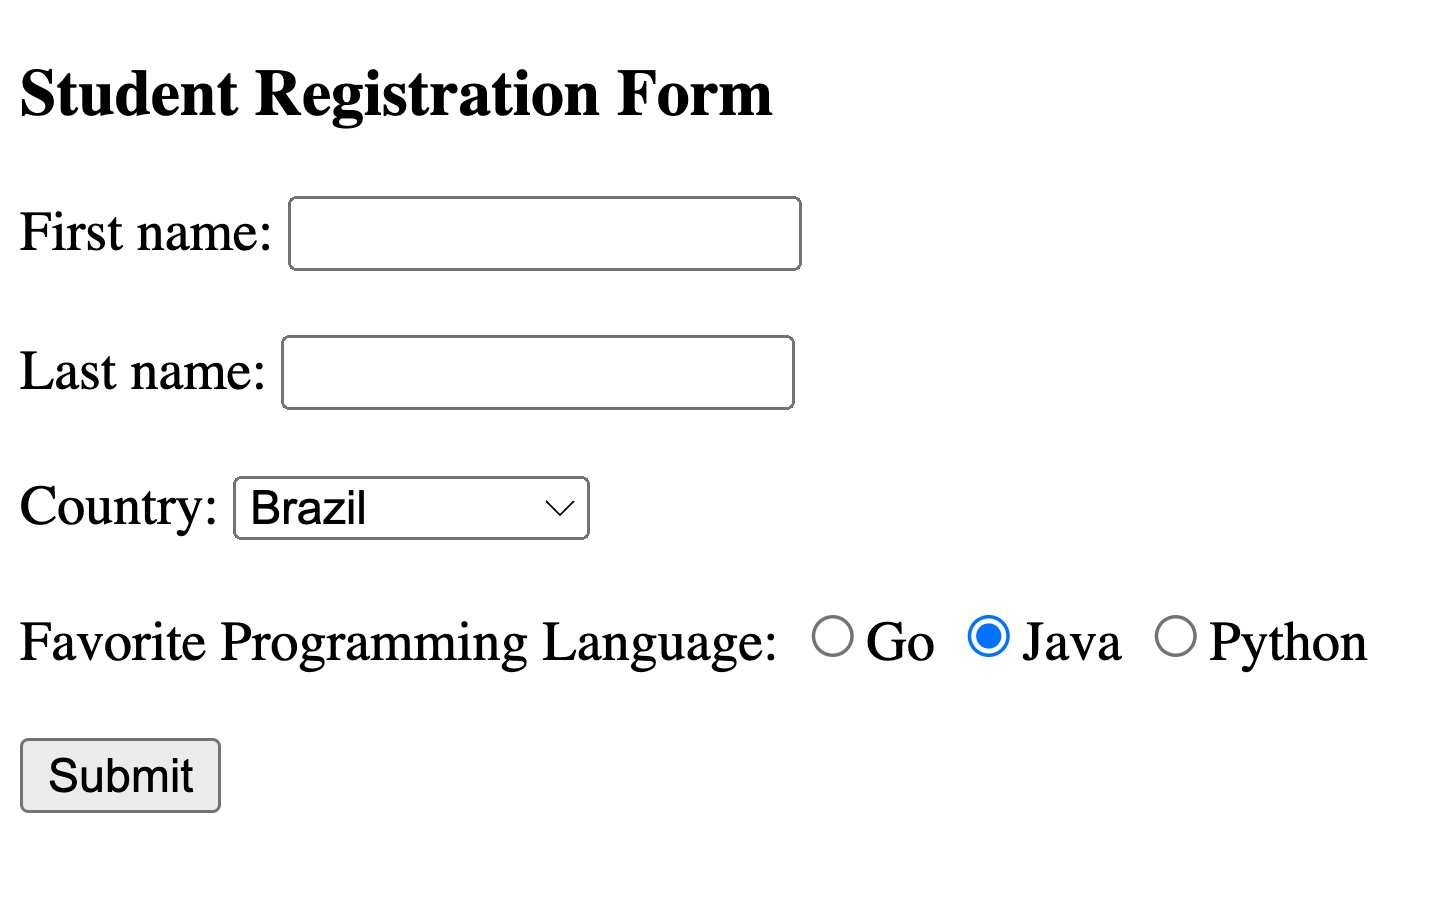 Student Registration Form
First name:
Last name:
Country: Brazil
Favorite Programming Language: Go Java Python
Submit